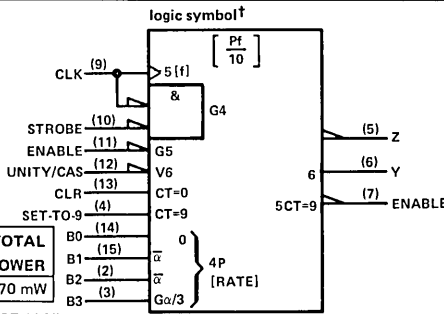 logic symbol†
[Pf/10]
CLK (9) 5 [f]
&
G4
STROBE (10)
ENABLE (11) G5
UNITY/CAS (12) V6
CLR (13) CT=0
SET-TO-9 (4) CT=9
B0 (14) 0
B1 (15) α̅
B2 (2) α̅
B3 (3) Gα/3
4P
[RATE]
(5) Z
6 (6) Y
5CT=9 (7) ENABLE
TOTAL
OWER
70 mW